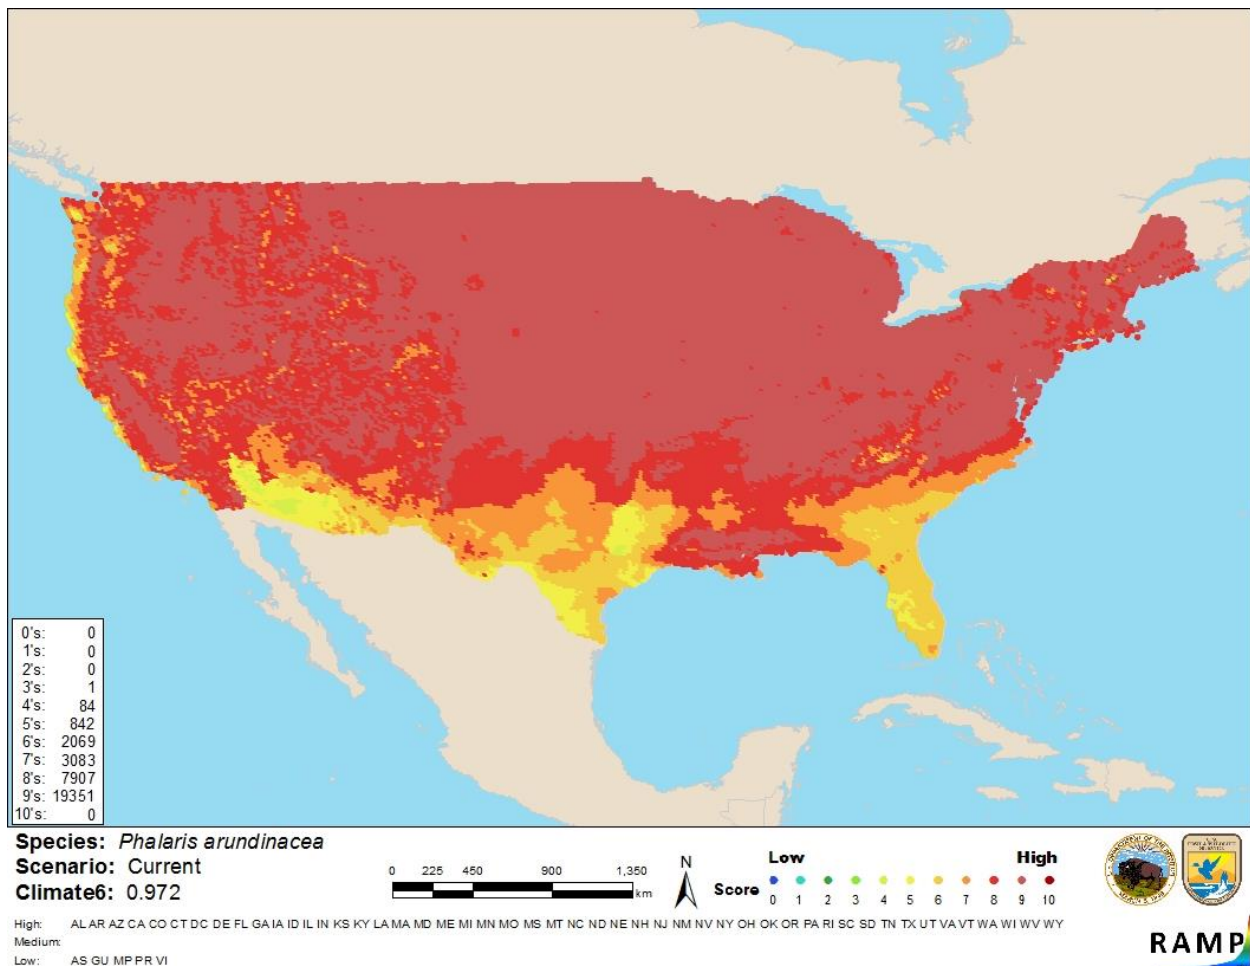 0's: 0
1's: 0
2's: 0
3's: 1
4's: 84
5's: 842
6's: 2069
7's: 3083
8's: 7907
9's: 19351
10's: 0
Species: Phalaris arundinacea
Scenario: Current
Climate6: 0.972
0 225 450 900 1,350
km
N
Low High
Score 0 1 2 3 4 5 6 7 8 9 10
High: AL AR AZ CA CO CT DC DE FL GA IA ID IL IN KS KY LA MA MD ME MI MN MO MS MT NC ND NE NH NJ NM NV NY OH OK OR PA RI SC SD TN TX UT VA VT WA WI WV WY
Medium:
Low: AS GU MP PR VI
RAMP